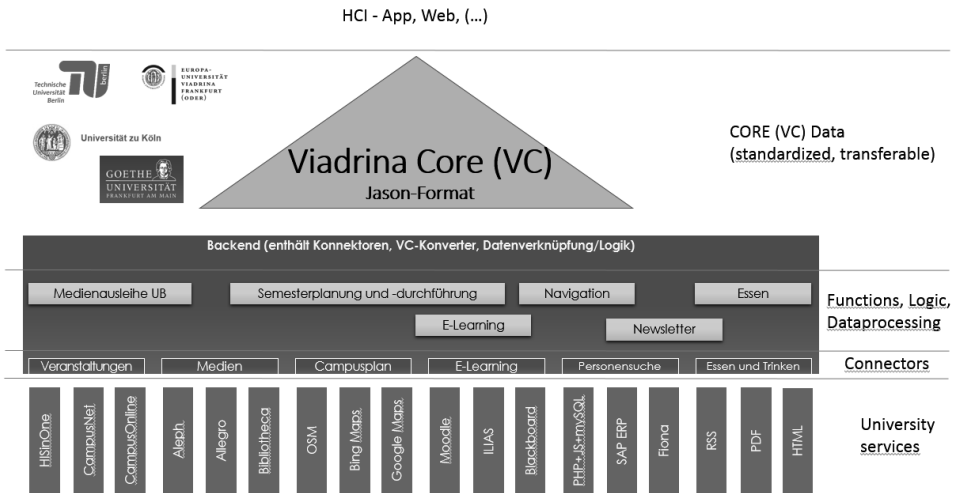 HCI - App, Web, (...)
Technische
Universität
Berlin
berlin
EUROPA-
UNIVERSITÄT
VIADRINA
FRANKFURT
(ODER)
Universität zu Köln
GOETHE
UNIVERSITÄT
FRANKFURT AM MAIN
Viadrina Core (VC)
Jason-Format
CORE (VC) Data
(standardized, transferable)
Backend (enthält Konnektoren, VC-Konverter, Datenverknüpfung/Logik)
Medienausleihe UB
Semesterplanung und -durchführung
Navigation
Essen
E-Learning
Newsletter
Functions, Logic,
Dataprocessing
Veranstaltungen
Medien
Campusplan
E-Learning
Personensuche
Essen und Trinken
Connectors
HISinOne
CampusNet
CampusOnline
Aleph
Allegro
Bibliotheca
OSM
Bing Maps
Google Maps
Moodle
ILIAS
Blackboard
PHP+JS+mySQL
SAP ERP
Fiona
RSS
PDF
HTML
University
services